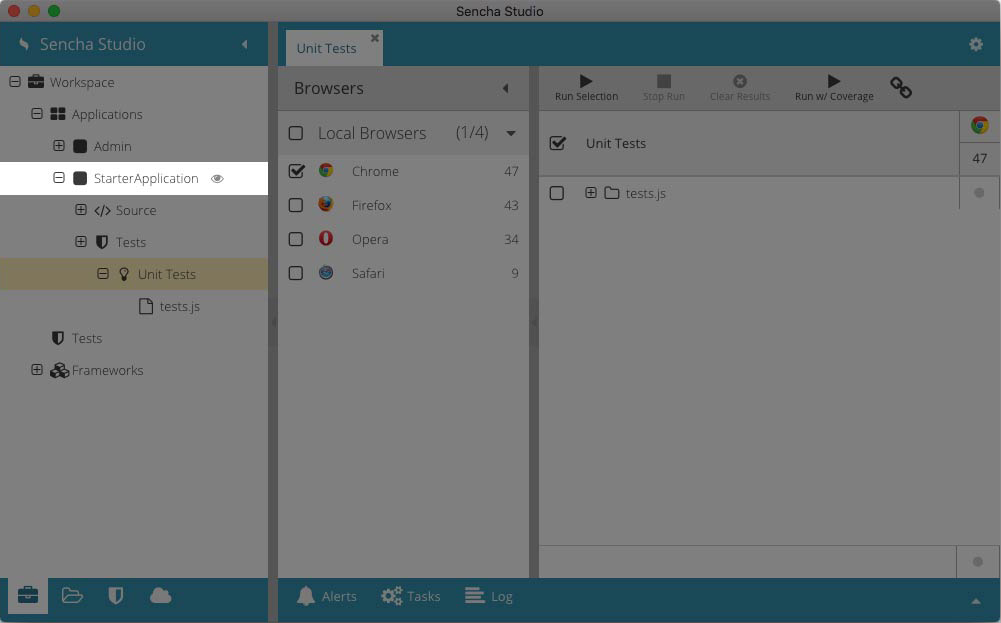 Sencha Studio
Sencha Studio
Workspace
Applications
Admin
StarterApplication
Source
Tests
Unit Tests
tests.js
Tests
Frameworks
Unit Tests
Browsers
Local Browsers (1/4)
Chrome 47
Firefox 43
Opera 34
Safari 9
Run Selection Stop Run Clear Results Run w/ Coverage
Unit Tests
47
tests.js
Alerts Tasks Log